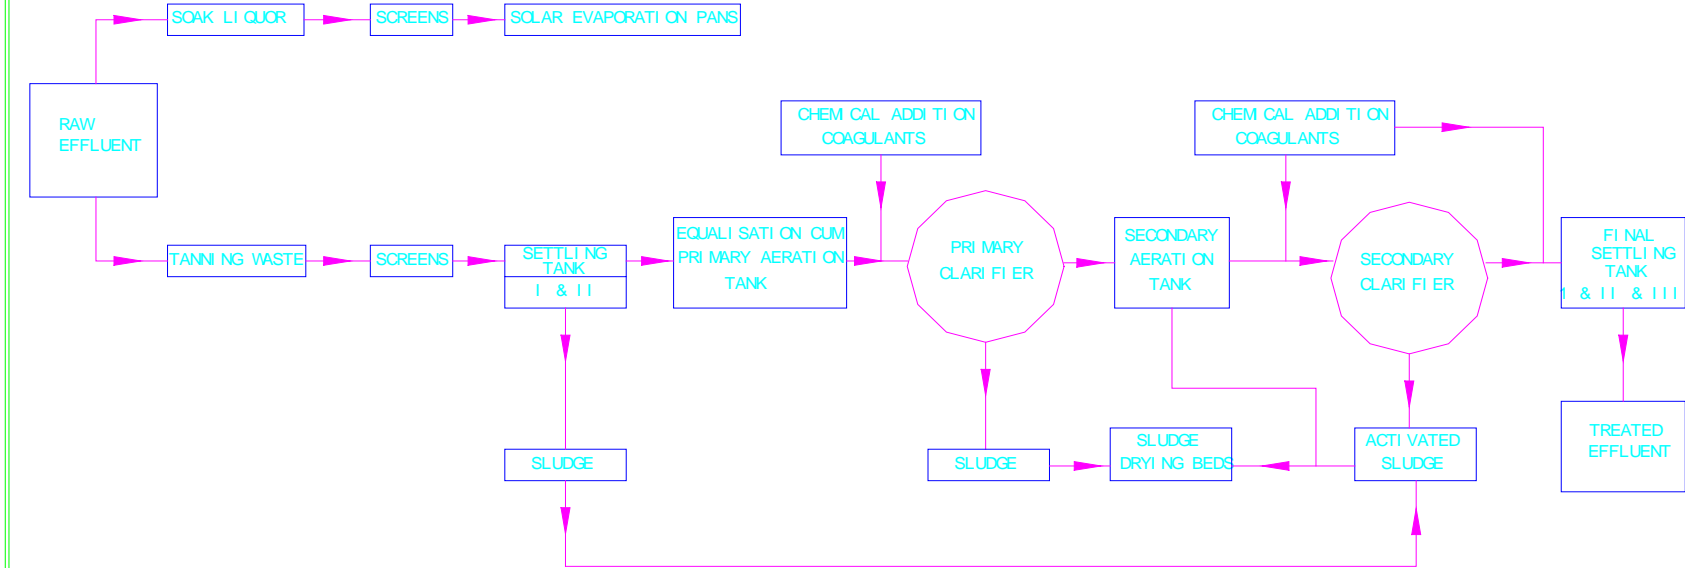 SOAK LIQUOR
SCREENS
SOLAR EVAPORATION PANS
RAW
EFFLUENT
CHEMICAL ADDITION
COAGULANTS
CHEMICAL ADDITION
COAGULANTS
TANNING WASTE
SCREENS
SETTLING
TANK
I & II
EQUALISATION CUM
PRIMARY AERATION
TANK
PRIMARY
CLARIFIER
SECONDARY
AERATION
TANK
SECONDARY
CLARIFIER
FINAL
SETTLING
TANK
I & II & III
SLUDGE
SLUDGE
SLUDGE
DRYING BEDS
ACTIVATED
SLUDGE
TREATED
EFFLUENT